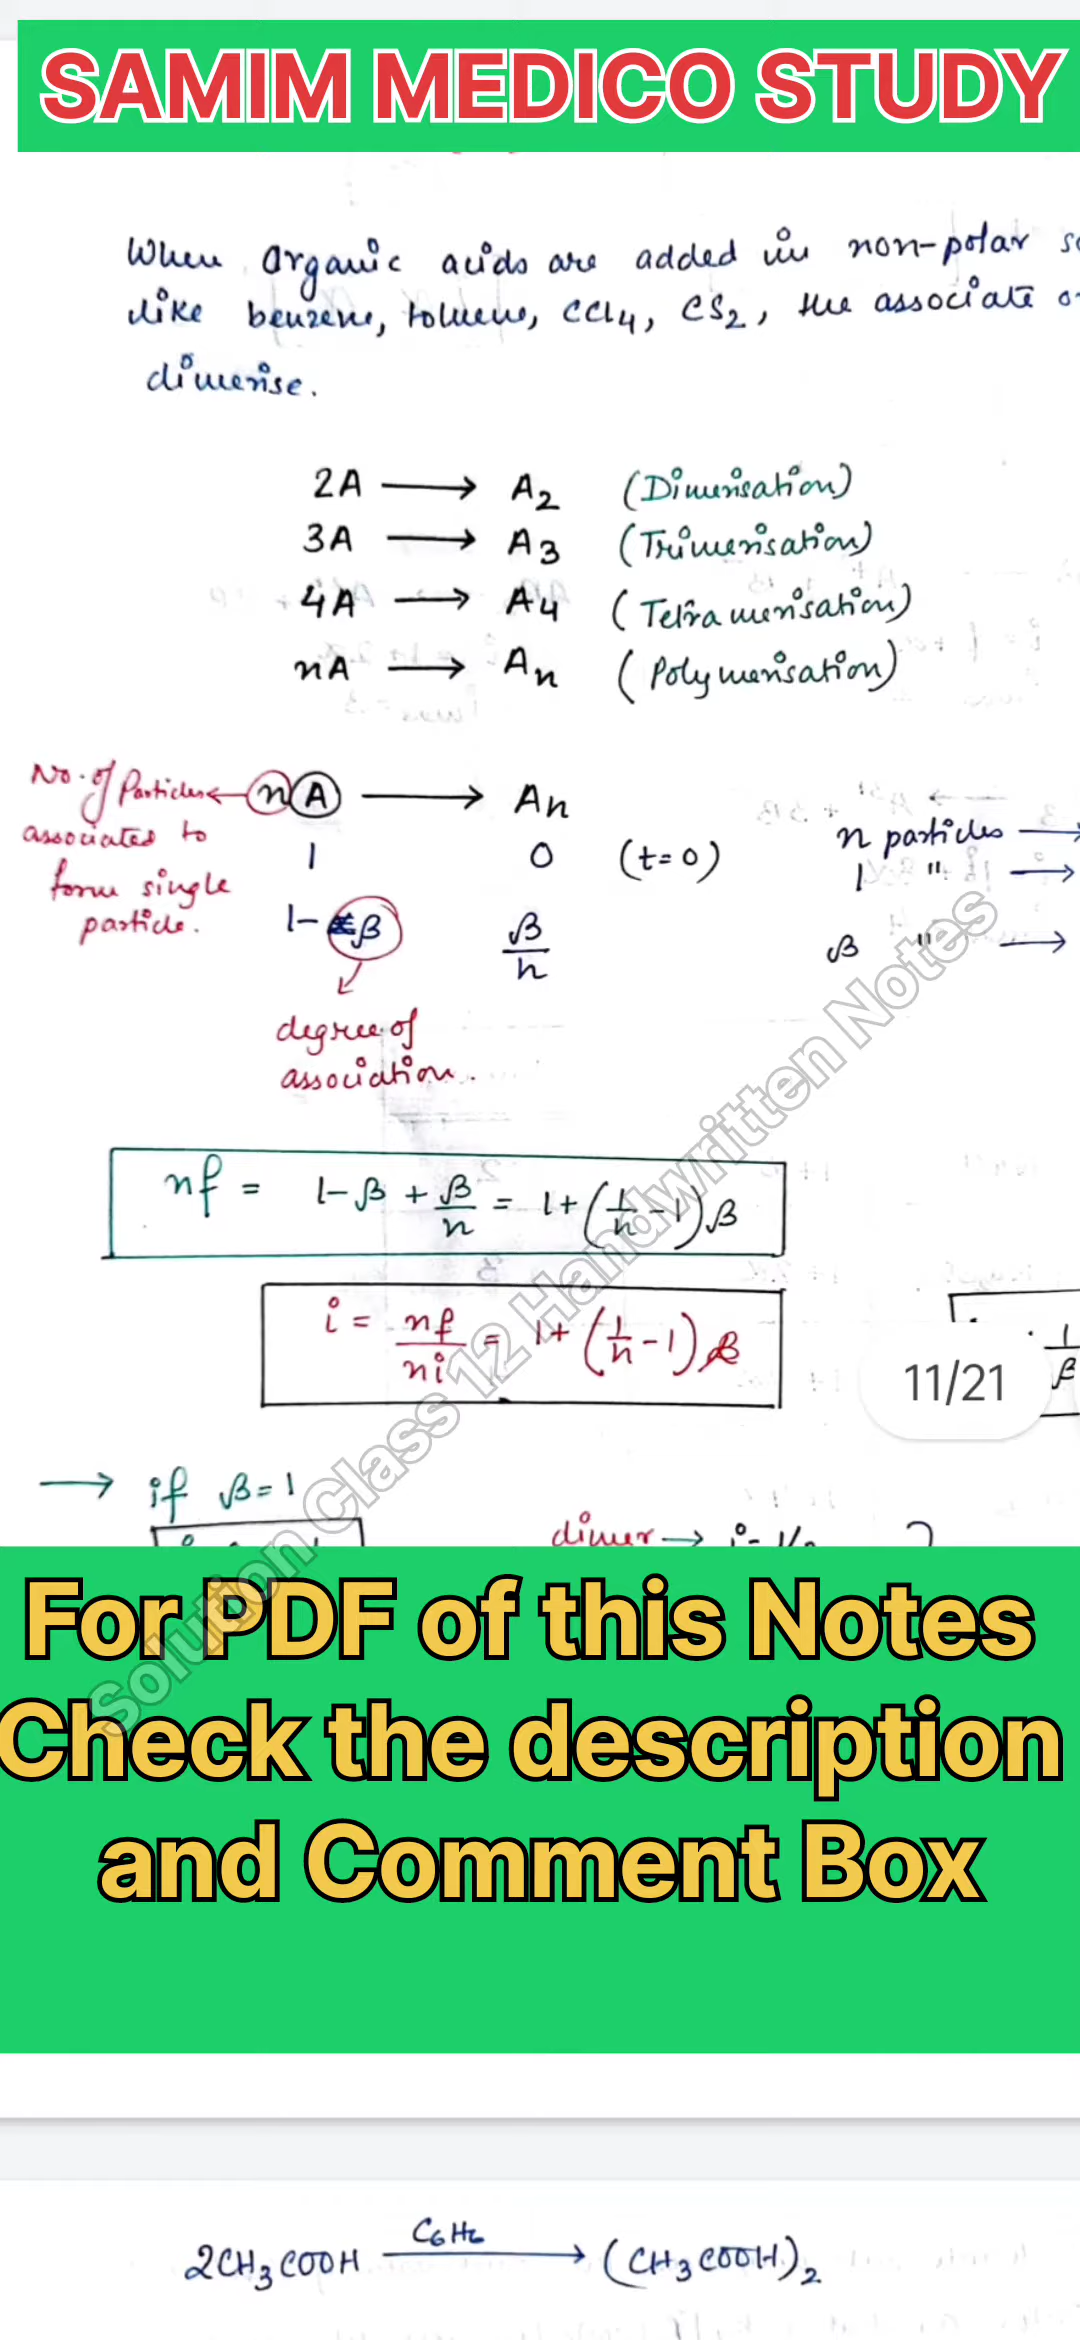 SAMIM MEDICO STUDY
When organic acids are added in non-polar
like benzene, toluene, CCl4, CS2, the associate
dimerise.
2A ⟶ A2 (Dimerisation)
3A ⟶ A3 (Trimerisation)
4A ⟶ A4 (Tetramerisation)
nA ⟶ An (Polymerisation)
No. of Particles ← nA ⟶ An
associated to
form single
particle.
1 0 (t=0)
1-β β/n
degree of
association.
n particles ⟶
1 " ⟶
β " ⟶
nf = 1-β + β/n = 1+(1/n -1)β
i = nf/ni = 1+(1/n -1)β
1/β
11/21
⟶ if β=1
dimer ⟶
Solution Class 12 Handwritten Notes
For PDF of this Notes
Check the description
and Comment Box
2CH3COOH ⟶ (CH3COOH)2